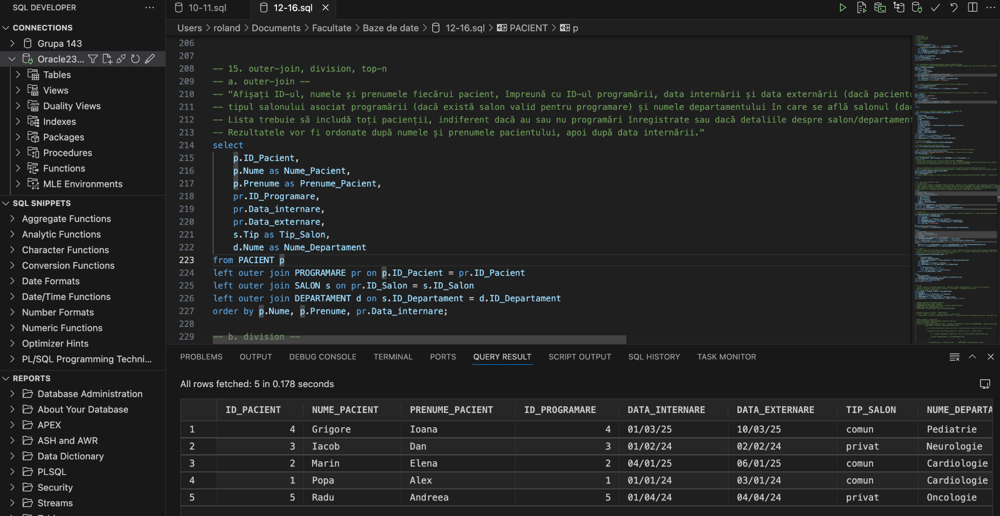 SQL DEVELOPER
CONNECTIONS
Grupa 143
Oracle23...
Tables
Views
Duality Views
Indexes
Packages
Procedures
Functions
MLE Environments
SQL SNIPPETS
Aggregate Functions
Analytic Functions
Character Functions
Conversion Functions
Date Formats
Date/Time Functions
Number Formats
Numeric Functions
Optimizer Hints
PL/SQL Programming Techni...
REPORTS
Database Administration
About Your Database
APEX
ASH and AWR
Data Dictionary
PLSQL
Security
Streams
10-11.sql
12-16.sql
Users > roland > Documents > Facultate > Baze de date > 12-16.sql > PACIENT > p
206
207
208 -- 15. outer-join, division, top-n
209 -- a. outer-join --
210 -- "Afișați ID-ul, numele și prenumele fiecărui pacient, împreună cu ID-ul programării, data internării și data externării (dacă pacient
211 -- tipul salonului asociat programării (dacă există salon valid pentru programare) și numele departamentului în care se află salonul
212 -- Lista trebuie să includă toți pacienții, indiferent dacă au sau nu programări înregistrate sau dacă detaliile despre salon/departament
213 -- Rezultatele vor fi ordonate după numele și prenumele pacientului, apoi după data internării."
214 select
215 p.ID_Pacient,
216 p.Nume as Nume_Pacient,
217 p.Prenume as Prenume_Pacient,
218 pr.ID_Programare,
219 pr.Data_internare,
220 pr.Data_externare,
221 s.Tip as Tip_Salon,
222 d.Nume as Nume_Departament
223 from PACIENT p
224 left outer join PROGRAMARE pr on p.ID_Pacient = pr.ID_Pacient
225 left outer join SALON s on pr.ID_Salon = s.ID_Salon
226 left outer join DEPARTAMENT d on s.ID_Departament = d.ID_Departament
227 order by p.Nume, p.Prenume, pr.Data_internare;
228
229 -- b. division --
PROBLEMS OUTPUT DEBUG CONSOLE TERMINAL PORTS QUERY RESULT SCRIPT OUTPUT SQL HISTORY TASK MONITOR
All rows fetched: 5 in 0.178 seconds
ID_PACIENT NUME_PACIENT PRENUME_PACIENT ID_PROGRAMARE DATA_INTERNARE DATA_EXTERNARE TIP_SALON NUME_DEPARTA
1 4 Grigore Ioana 4 01/03/25 10/03/25 comun Pediatrie
2 3 Iacob Dan 3 01/02/24 02/02/24 privat Neurologie
3 2 Marin Elena 2 04/01/25 06/01/25 comun Cardiologie
4 1 Popa Alex 1 01/01/24 03/01/24 comun Cardiologie
5 5 Radu Andreea 5 01/04/24 04/04/24 privat Oncologie